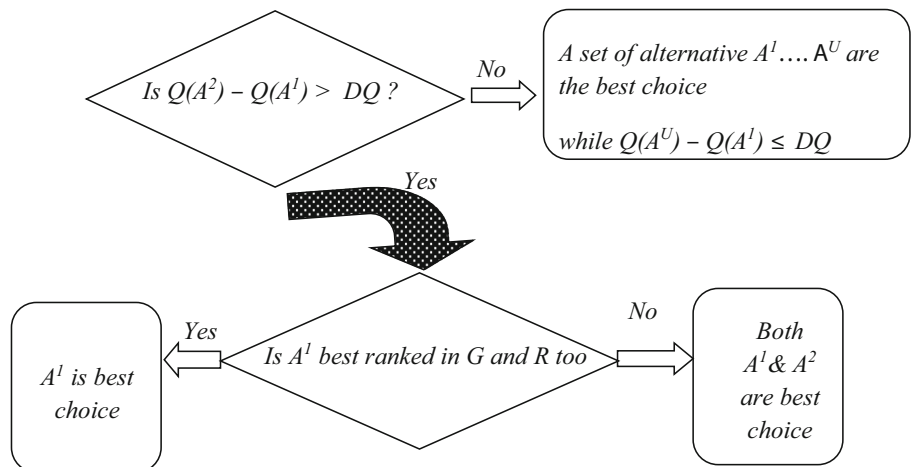 Is Q(A²) – Q(A¹) > DQ ?
No
A set of alternative A¹…. Aᵁ are
the best choice
while Q(Aᵁ) – Q(A¹) ≤ DQ
Yes
Yes
Is A¹ best ranked in G and R too
No
A¹ is best
choice
Both
A¹ & A²
are best
choice